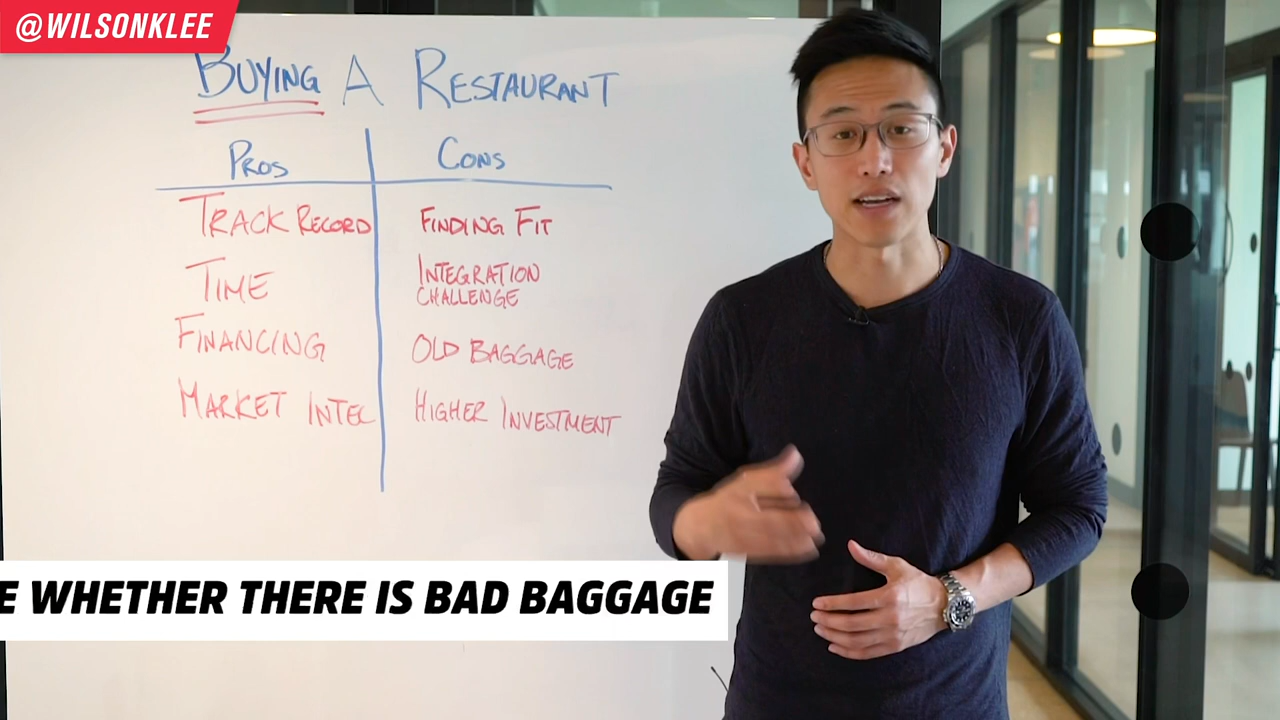 @WILSONKLEE
BUYING A RESTAURANT
PROS
CONS
TRACK RECORD
FINDING FIT
TIME
INTEGRATION
CHALLENGE
FINANCING
OLD BAGGAGE
MARKET INTEL
HIGHER INVESTMENT
E WHETHER THERE IS BAD BAGGAGE